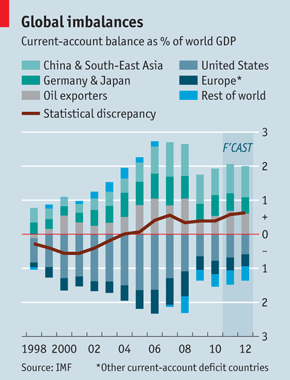 Global imbalances
Current-account balance as % of world GDP
China & South-East Asia
United States
Germany & Japan
Europe*
Oil exporters
Rest of world
Statistical discrepancy
F'CAST
3
2
1
+
0
–
1
2
3
1998 2000 02 04 06 08 10 12
Source: IMF
*Other current-account deficit countries